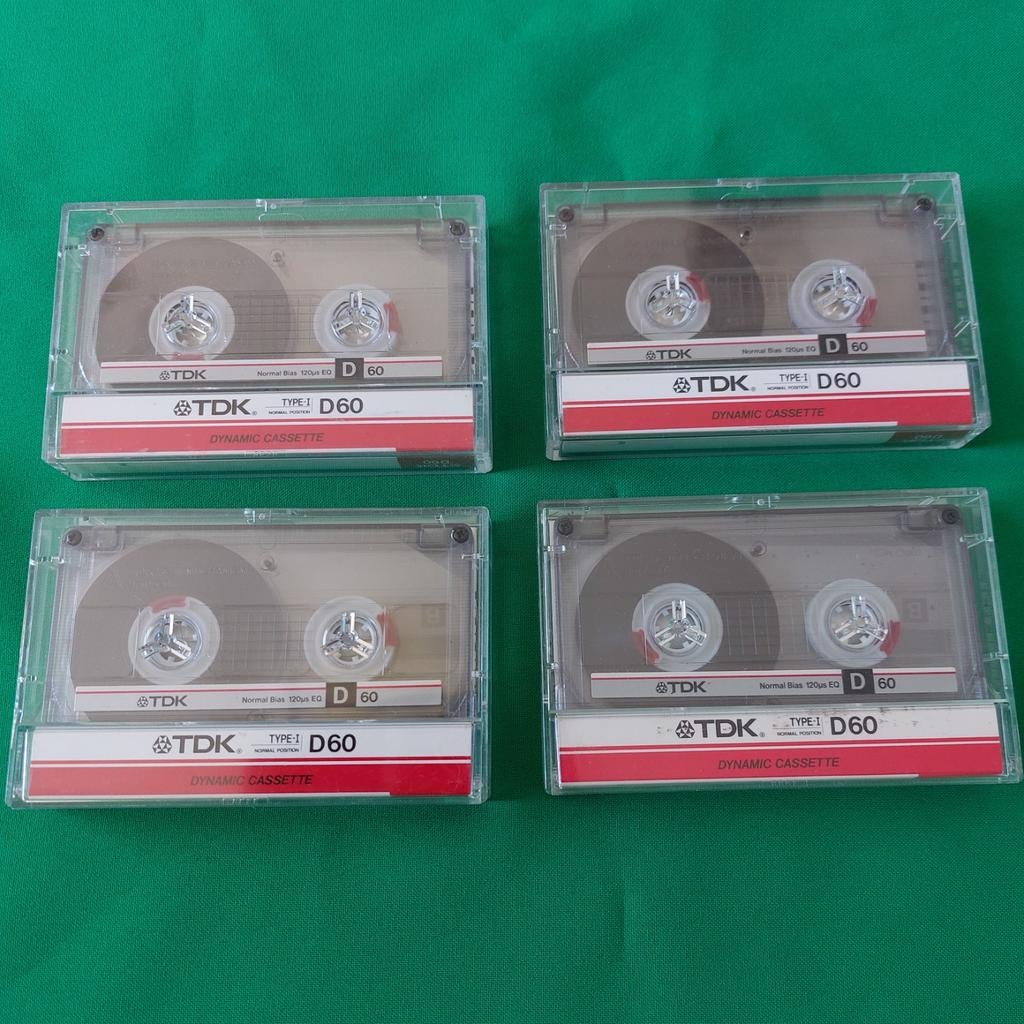 TDK Normal Bias 120µs EQ D 60
TDK® TYPE-I NORMAL POSITION D60
DYNAMIC CASSETTE
TDK Normal Bias 120µs EQ D 60
TDK® TYPE-I NORMAL POSITION D60
DYNAMIC CASSETTE
TDK Normal Bias 120µs EQ D 60
TDK® TYPE-I NORMAL POSITION D60
DYNAMIC CASSETTE
TDK Normal Bias 120µs EQ D 60
TDK® TYPE-I NORMAL POSITION D60
DYNAMIC CASSETTE